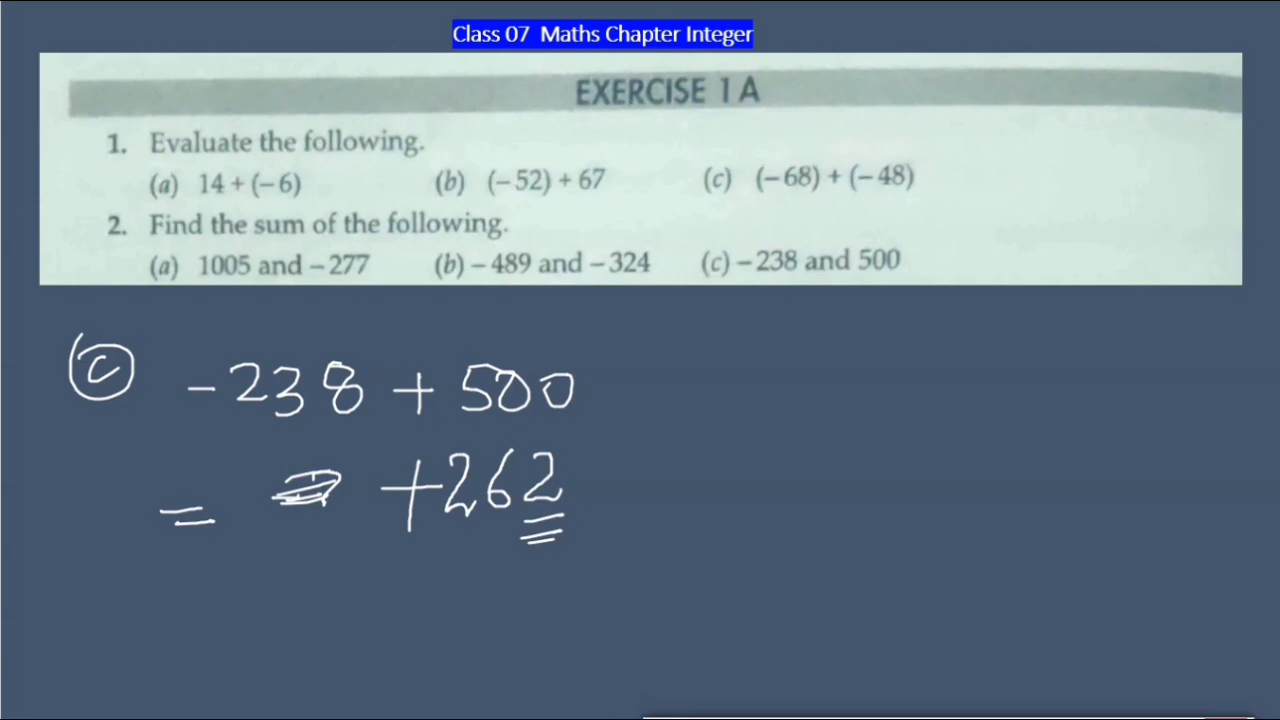 Class 07 Maths Chapter Integer
EXERCISE 1 A
1. Evaluate the following.
(a) 14 + (– 6) (b) (– 52) + 67 (c) (– 68) + (– 48)
2. Find the sum of the following.
(a) 1005 and – 277 (b) – 489 and – 324 (c) – 238 and 500
(c) - 238 + 500
= +262